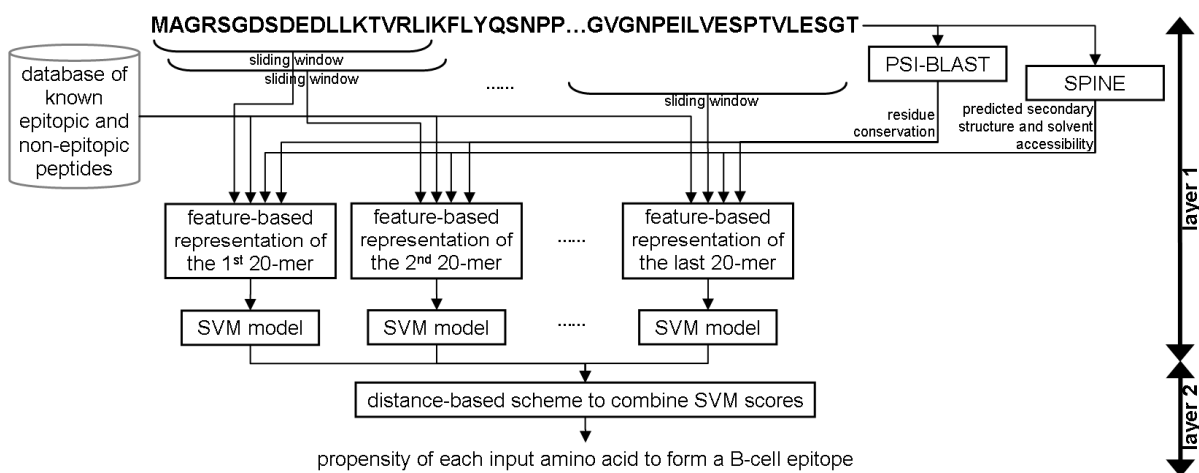 MAGRSGDSDEDLLKTVRLIKFLYQSNPP...GVGNPEILVESPTVLESGT
sliding window
sliding window
......
sliding window
database of
known
epitopic and
non-epitopic
peptides
PSI-BLAST
SPINE
residue
conservation
predicted secondary
structure and solvent
accessibility
feature-based
representation of
the 1st 20-mer
feature-based
representation of
the 2nd 20-mer
......
feature-based
representation of
the last 20-mer
SVM model
SVM model
......
SVM model
layer 1
distance-based scheme to combine SVM scores
propensity of each input amino acid to form a B-cell epitope
layer 2